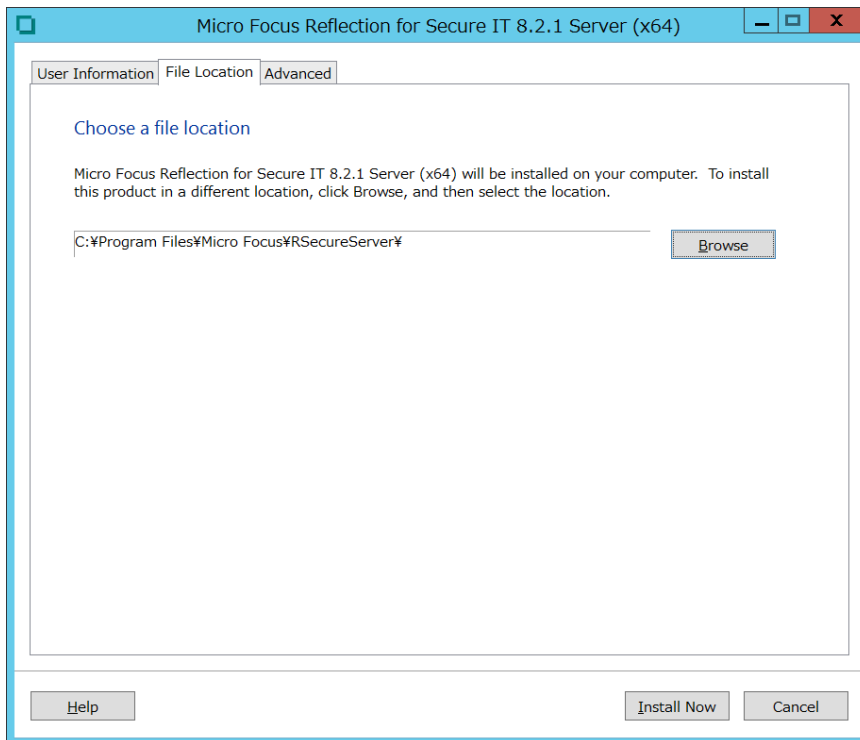 Micro Focus Reflection for Secure IT 8.2.1 Server (x64)
User Information File Location Advanced
Choose a file location
Micro Focus Reflection for Secure IT 8.2.1 Server (x64) will be installed on your computer. To install
this product in a different location, click Browse, and then select the location.
C:¥Program Files¥Micro Focus¥RSecureServer¥
Browse
Help Install Now Cancel